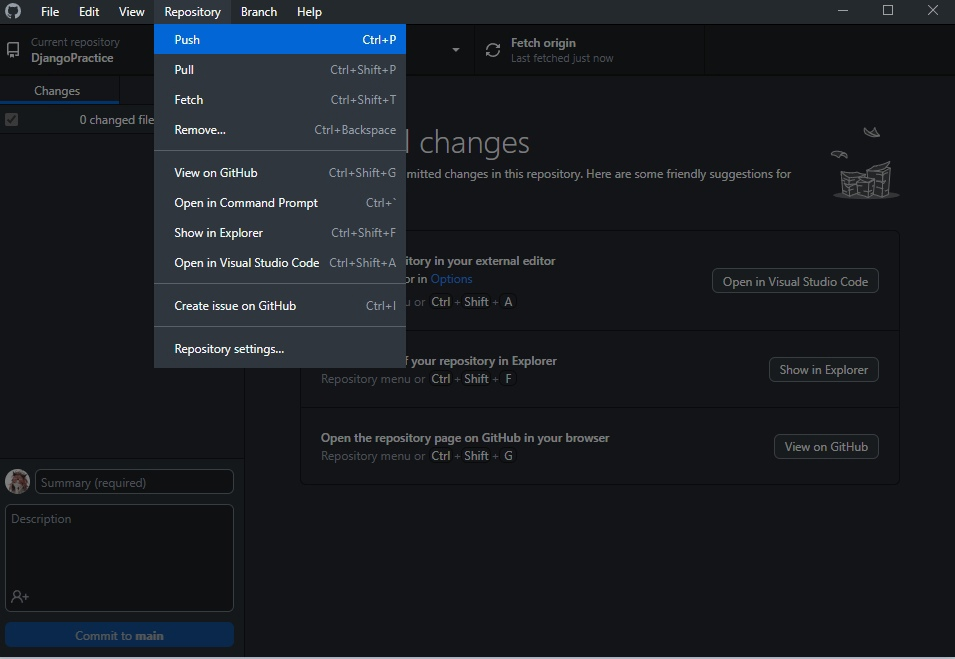 File Edit View Repository Branch Help
Current repository
DjangoPractice
Fetch origin
Last fetched just now
Changes
0 changed file
Push Ctrl+P
Pull Ctrl+Shift+P
Fetch Ctrl+Shift+T
Remove... Ctrl+Backspace
View on GitHub Ctrl+Shift+G
Open in Command Prompt Ctrl+`
Show in Explorer Ctrl+Shift+F
Open in Visual Studio Code Ctrl+Shift+A
Create issue on GitHub Ctrl+I
Repository settings...
l changes
mitted changes in this repository. Here are some friendly suggestions for
itory in your external editor
or in Options
u or Ctrl + Shift + A
Open in Visual Studio Code
f your repository in Explorer
Repository menu or Ctrl + Shift + F
Show in Explorer
Open the repository page on GitHub in your browser
Repository menu or Ctrl + Shift + G
View on GitHub
Summary (required)
Description
Commit to main